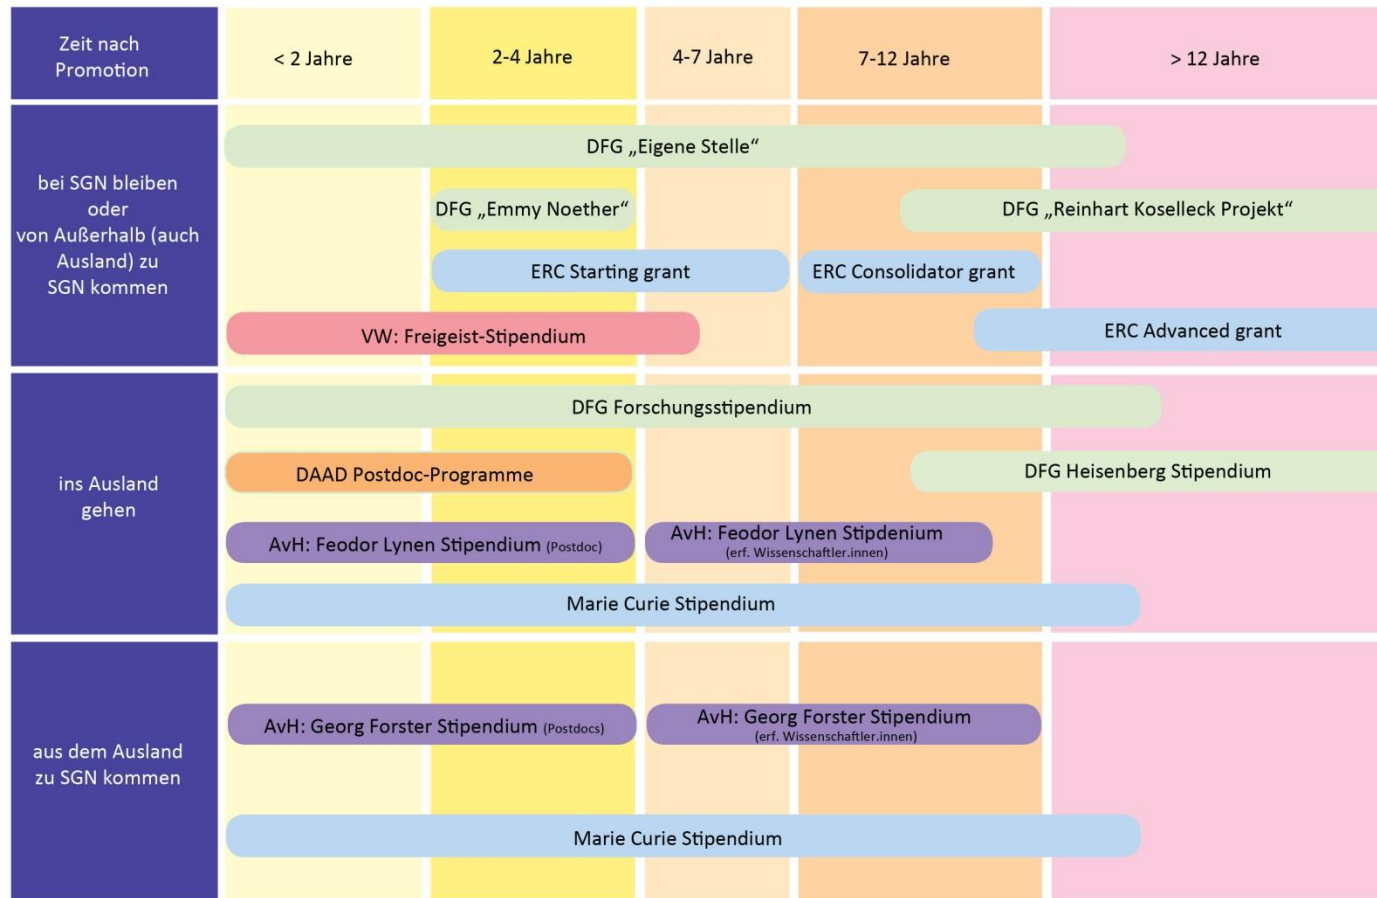 Zeit nach
Promotion
< 2 Jahre
2-4 Jahre
4-7 Jahre
7-12 Jahre
> 12 Jahre
bei SGN bleiben
oder
von Außerhalb (auch
Ausland) zu
SGN kommen
DFG „Eigene Stelle“
DFG „Emmy Noether“
DFG „Reinhart Koselleck Projekt“
ERC Starting grant
ERC Consolidator grant
VW: Freigeist-Stipendium
ERC Advanced grant
ins Ausland
gehen
DFG Forschungsstipendium
DAAD Postdoc-Programme
DFG Heisenberg Stipendium
AvH: Feodor Lynen Stipendium (Postdoc)
AvH: Feodor Lynen Stipdenium
(erf. Wissenschaftler.innen)
Marie Curie Stipendium
aus dem Ausland
zu SGN kommen
AvH: Georg Forster Stipendium (Postdocs)
AvH: Georg Forster Stipendium
(erf. Wissenschaftler.innen)
Marie Curie Stipendium